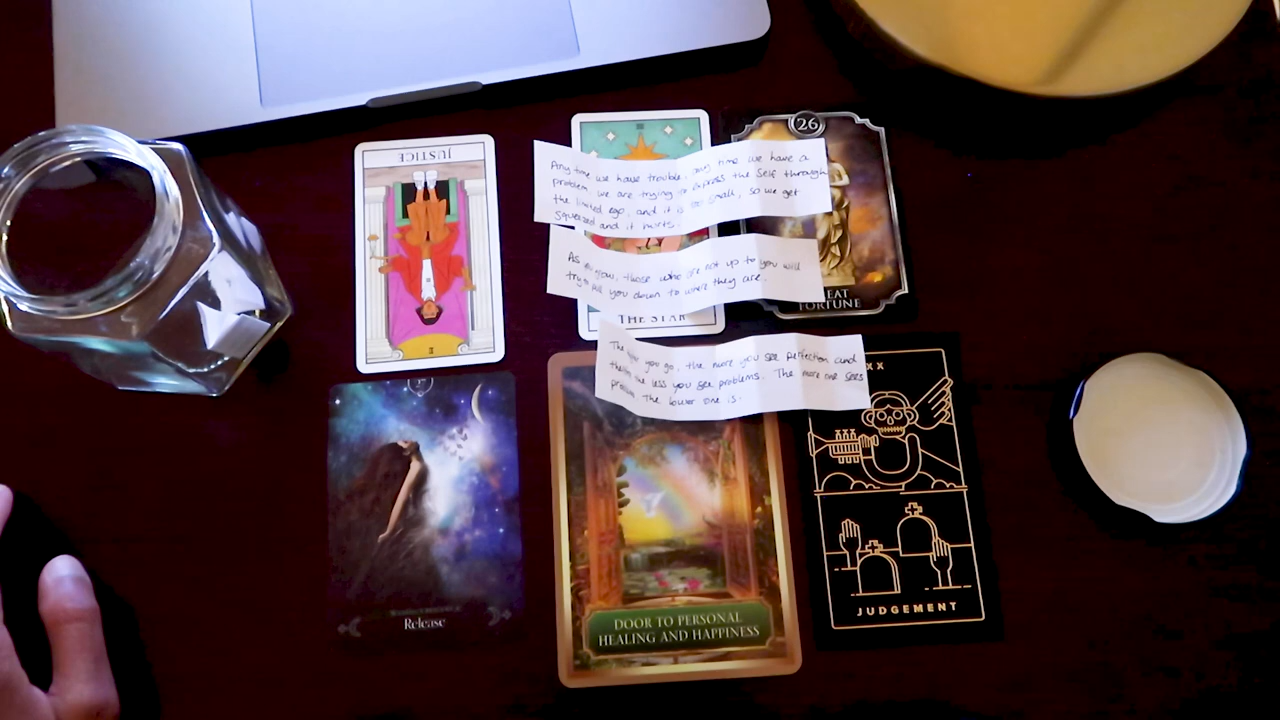 JUSTICE
II
III
26
Any time we have trouble, any time we have a
problem we are trying to express the Self through
the limited ego, and it is too small, so we get
squeezed and it hurts.
As you grow, those who are not up to you will
try to pull you down to where they are.
THE STAR
EAT
FORTUNE
The higher you go, the more you see perfection and
the less you see problems. The more one sees
problems the lower one is.
XX
Release
DOOR TO PERSONAL
HEALING AND HAPPINESS
JUDGEMENT